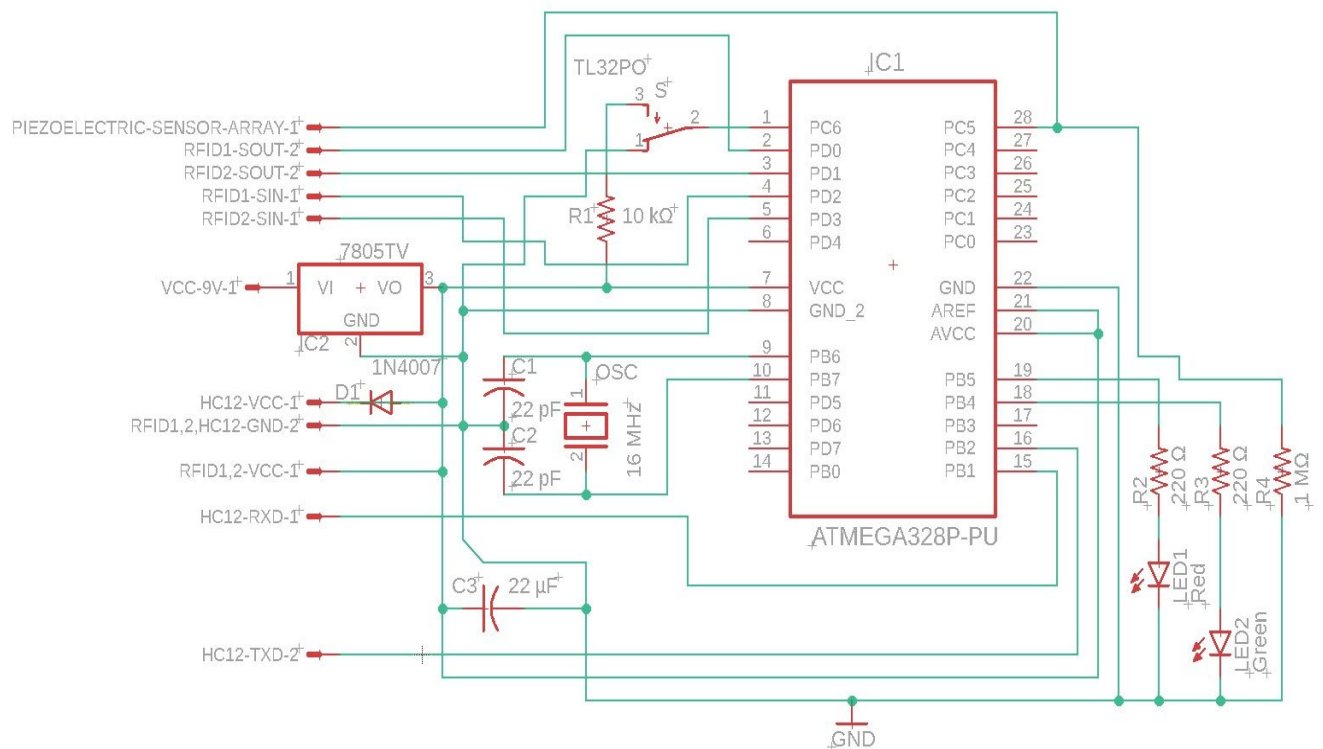 TL32PO
IC1
3
S
2
1
PIEZOELECTRIC-SENSOR-ARRAY-1
RFID1-SOUT-2
RFID2-SOUT-2
RFID1-SIN-1
RFID2-SIN-1
R1
10 kΩ
7805TV
VCC-9V-1
1
VI
VO
3
GND
2
IC2
1N4007
D1
HC12-VCC-1
RFID1,2,HC12-GND-2
RFID1,2-VCC-1
HC12-RXD-1
HC12-TXD-2
C1
22 pF
C2
22 pF
OSC
1
2
16 MHz
C3
22 µF
1 PC6
2 PD0
3 PD1
4 PD2
5 PD3
6 PD4
7 VCC
8 GND_2
9 PB6
10 PB7
11 PD5
12 PD6
13 PD7
14 PB0
PC5 28
PC4 27
PC3 26
PC2 25
PC1 24
PC0 23
GND 22
AREF 21
AVCC 20
PB5 19
PB4 18
PB3 17
PB2 16
PB1 15
ATMEGA328P-PU
R2
220 Ω
R3
220 Ω
R4
1 MΩ
LED1
Red
LED2
Green
GND